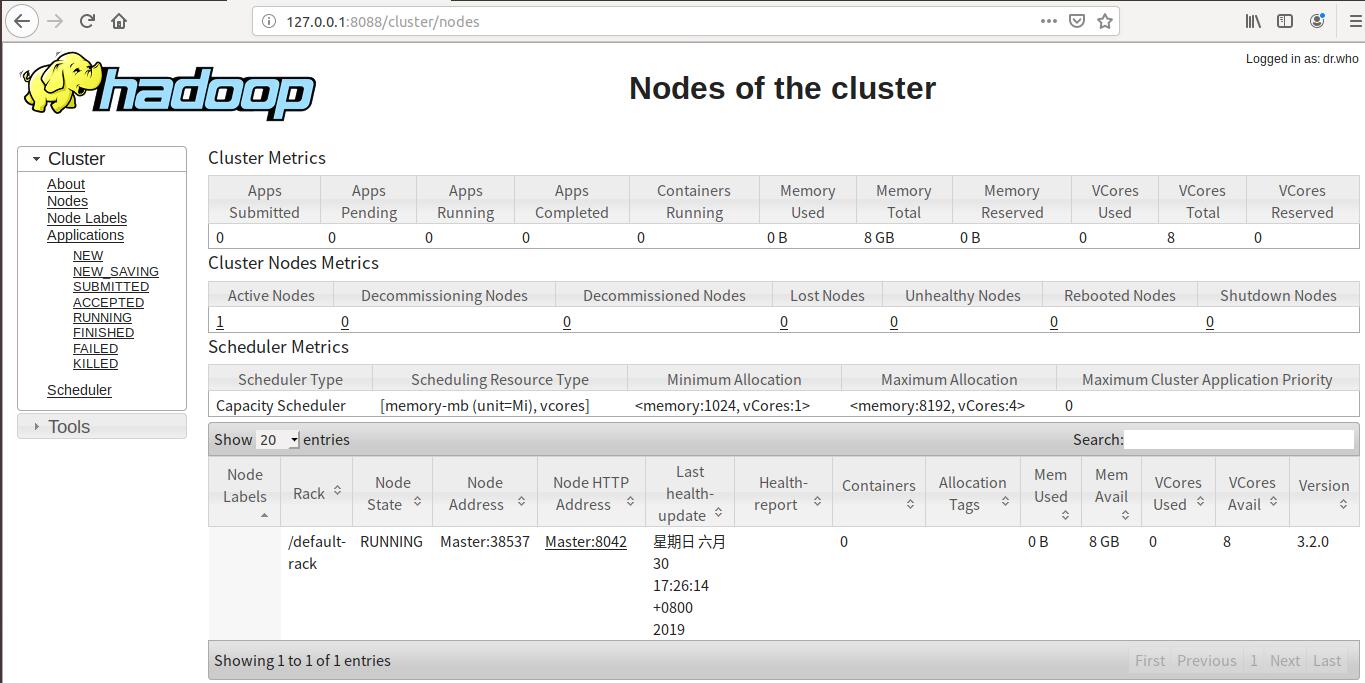 127.0.0.1:8088/cluster/nodes
Logged in as: dr.who
hadoop
Nodes of the cluster
Cluster
About
Nodes
Node Labels
Applications
NEW
NEW_SAVING
SUBMITTED
ACCEPTED
RUNNING
FINISHED
FAILED
KILLED
Scheduler
Tools
Cluster Metrics
Apps Submitted Apps Pending Apps Running Apps Completed Containers Running Memory Used Memory Total Memory Reserved VCores Used VCores Total VCores Reserved
0 0 0 0 0 0 B 8 GB 0 B 0 8 0
Cluster Nodes Metrics
Active Nodes Decommissioning Nodes Decommissioned Nodes Lost Nodes Unhealthy Nodes Rebooted Nodes Shutdown Nodes
1 0 0 0 0 0 0
Scheduler Metrics
Scheduler Type Scheduling Resource Type Minimum Allocation Maximum Allocation Maximum Cluster Application Priority
Capacity Scheduler [memory-mb (unit=Mi), vcores] <memory:1024, vCores:1> <memory:8192, vCores:4> 0
Show 20 entries Search:
Node Labels Rack Node State Node Address Node HTTP Address Last health-update Health-report Containers Allocation Tags Mem Used Mem Avail VCores Used VCores Avail Version
/default-rack RUNNING Master:38537 Master:8042 星期日 六月 30 17:26:14 +0800 2019 0 0 B 8 GB 0 8 3.2.0
Showing 1 to 1 of 1 entries First Previous 1 Next Last